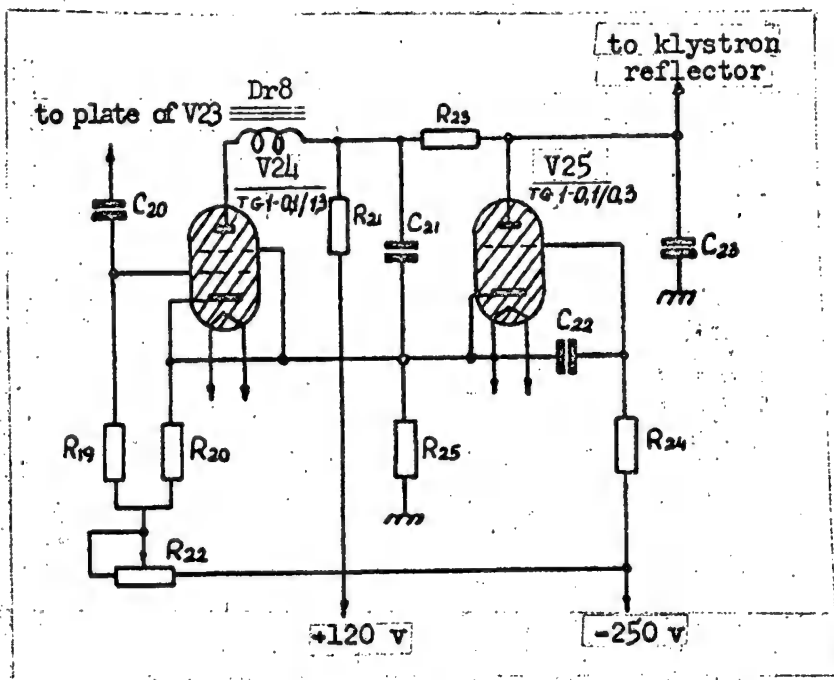 to klystron
reflector
Dr8
to plate of V23
R23
V24
V25
TG1-0,1/1,3
TG1-0,1/0,3
C20
R21
C21
C23
C22
R19
R20
R25
R24
R22
+120 v
-250 v